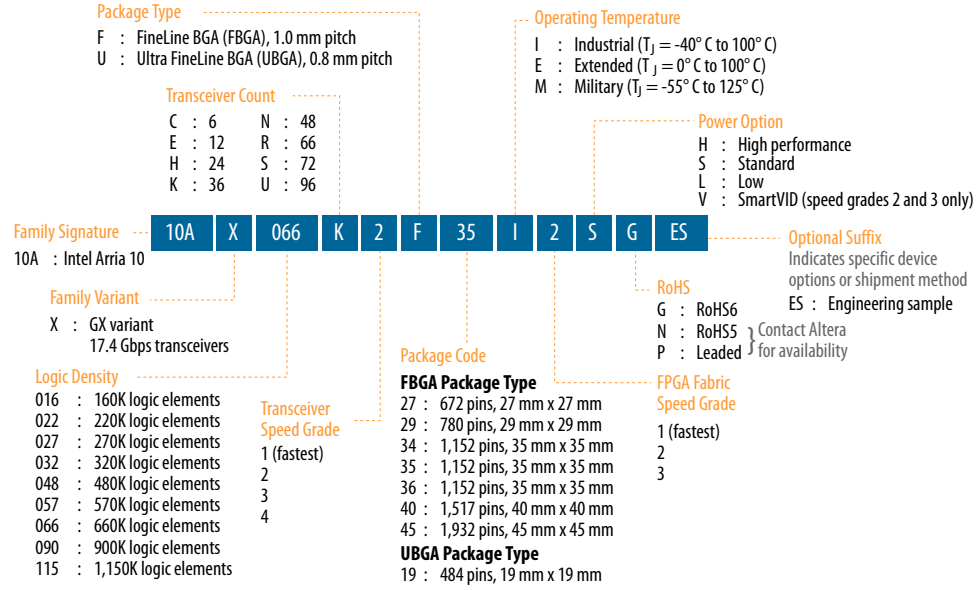 Package Type
F : FineLine BGA (FBGA), 1.0 mm pitch
U : Ultra FineLine BGA (UBGA), 0.8 mm pitch
Operating Temperature
I : Industrial (TJ = -40° C to 100° C)
E : Extended (TJ = 0° C to 100° C)
M : Military (TJ = -55° C to 125° C)
Transceiver Count
C : 6 N : 48
E : 12 R : 66
H : 24 S : 72
K : 36 U : 96
Power Option
H : High performance
S : Standard
L : Low
V : SmartVID (speed grades 2 and 3 only)
10A X 066 K 2 F 35 I 2 S G ES
Family Signature
10A : Intel Arria 10
Optional Suffix
Indicates specific device
options or shipment method
ES : Engineering sample
Family Variant
X : GX variant
17.4 Gbps transceivers
RoHS
G : RoHS6
N : RoHS5
P : Leaded
} Contact Altera
for availability
Logic Density
016 : 160K logic elements
022 : 220K logic elements
027 : 270K logic elements
032 : 320K logic elements
048 : 480K logic elements
057 : 570K logic elements
066 : 660K logic elements
090 : 900K logic elements
115 : 1,150K logic elements
Transceiver
Speed Grade
1 (fastest)
2
3
4
Package Code
FBGA Package Type
27 : 672 pins, 27 mm x 27 mm
29 : 780 pins, 29 mm x 29 mm
34 : 1,152 pins, 35 mm x 35 mm
35 : 1,152 pins, 35 mm x 35 mm
36 : 1,152 pins, 35 mm x 35 mm
40 : 1,517 pins, 40 mm x 40 mm
45 : 1,932 pins, 45 mm x 45 mm
UBGA Package Type
19 : 484 pins, 19 mm x 19 mm
FPGA Fabric
Speed Grade
1 (fastest)
2
3